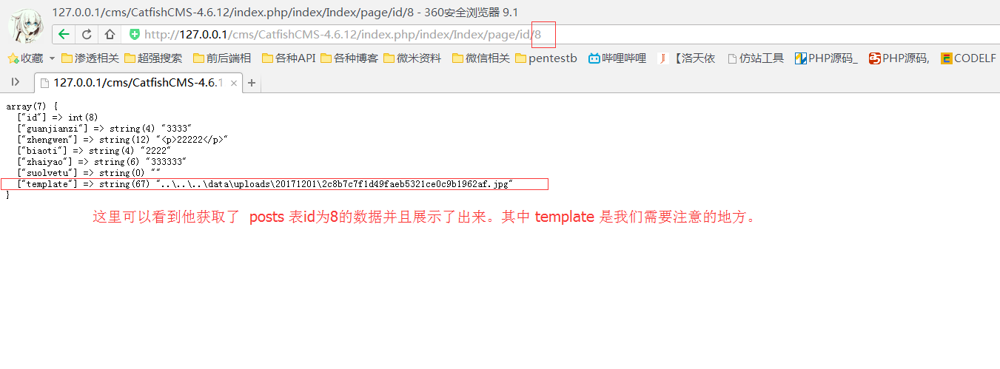 127.0.0.1/cms/CatfishCMS-4.6.12/index.php/index/Index/page/id/8 - 360安全浏览器 9.1
http://127.0.0.1/cms/CatfishCMS-4.6.12/index.php/index/Index/page/id/8
收藏 渗透相关 超强搜索 前后端相 各种API 各种博客 微米资料 微信相关 pentestb 哔哩哔哩 【洛天依 仿站工具 PHP源码_ PHP源码, CODELF
127.0.0.1/cms/CatfishCMS-4.6.1
array(7) {
["id"] => int(8)
["guanjianzi"] => string(4) "3333"
["zhengwen"] => string(12) "<p>22222</p>"
["biaoti"] => string(4) "2222"
["zhaiyao"] => string(6) "333333"
["suolvetu"] => string(0) ""
["template"] => string(67) "..\..\..\data\uploads\20171201\2c8b7c7f1d49faeb5321ce0c9b1962af.jpg"
}
这里可以看到他获取了 posts 表id为8的数据并且展示了出来。其中 template 是我们需要注意的地方。